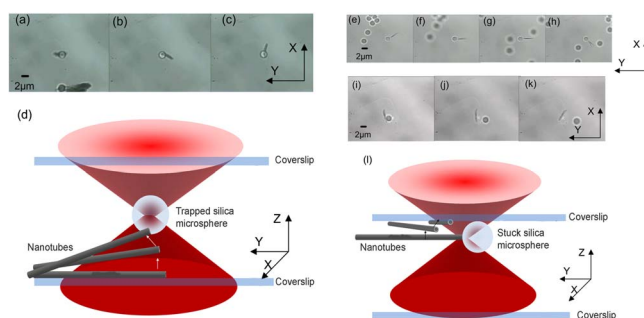 (a)
(b)
(c)
X
Y
2μm
(d)
Coverslip
Trapped silica
microsphere
Nanotubes
Z
Y
X
Coverslip
(e)
(f)
(g)
(h)
2μm
X
Y
(i)
(j)
(k)
2μm
X
Y
(l)
Coverslip
Nanotubes
Stuck silica
microsphere
Z
Y
X
Coverslip